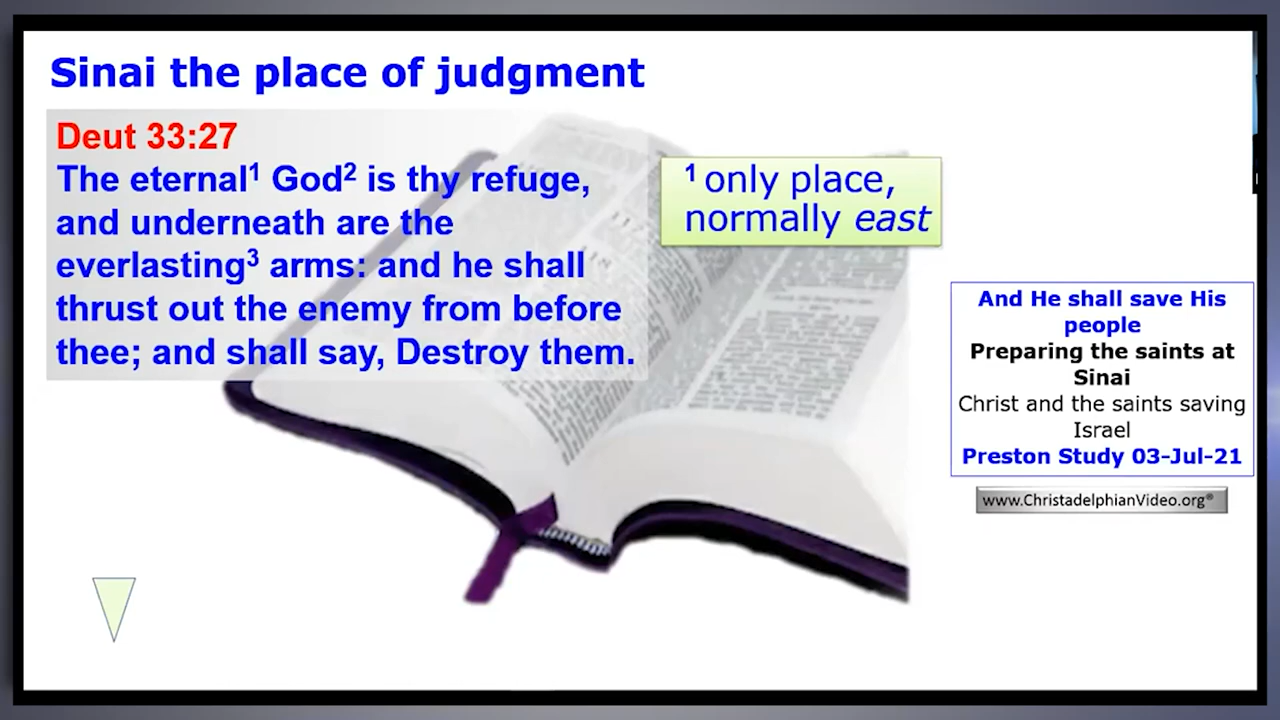 Sinai the place of judgment
Deut 33:27
The eternal¹ God² is thy refuge,
and underneath are the
everlasting³ arms: and he shall
thrust out the enemy from before
thee; and shall say, Destroy them.
¹ only place,
normally east
And He shall save His
people
Preparing the saints at
Sinai
Christ and the saints saving
Israel
Preston Study 03-Jul-21
www.ChristadelphianVideo.org®